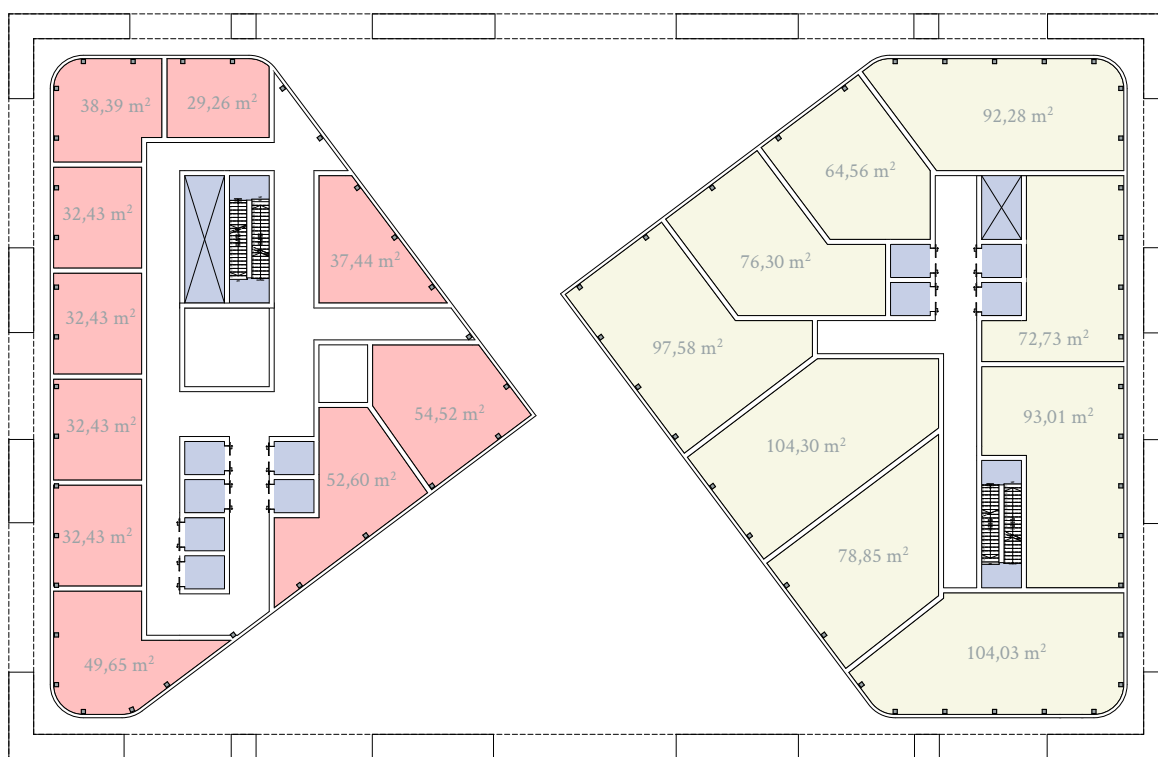 38,39 m²
29,26 m²
32,43 m²
37,44 m²
32,43 m²
32,43 m²
54,52 m²
52,60 m²
32,43 m²
49,65 m²
92,28 m²
64,56 m²
76,30 m²
97,58 m²
72,73 m²
93,01 m²
104,30 m²
78,85 m²
104,03 m²